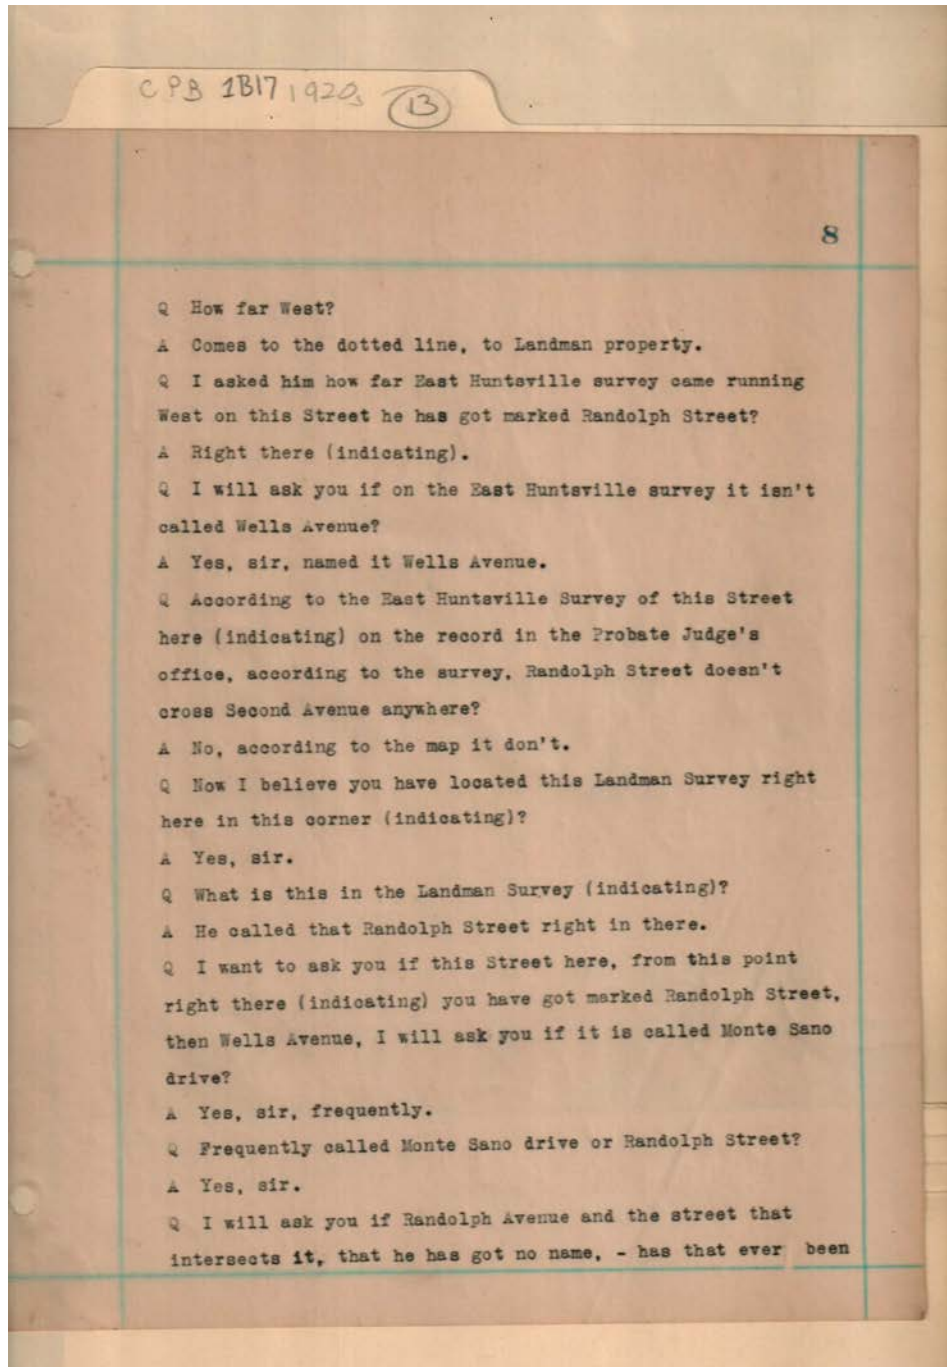 CPB 1B17 1920s 13
8
Q How far West?
A Comes to the dotted line, to Landman property.
Q I asked him how far East Huntsville survey came running
West on this Street he has got marked Randolph Street?
A Right there (indicating).
Q I will ask you if on the East Huntsville survey it isn't
called Wells Avenue?
A Yes, sir, named it Wells Avenue.
Q According to the East Huntsville Survey of this Street
here (indicating) on the record in the Probate Judge's
office, according to the survey, Randolph Street doesn't
cross Second Avenue anywhere?
A No, according to the map it don't.
Q Now I believe you have located this Landman Survey right
here in this corner (indicating)?
A Yes, sir.
Q What is this in the Landman Survey (indicating)?
A He called that Randolph Street right in there.
Q I want to ask you if this Street here, from this point
right there (indicating) you have got marked Randolph Street,
then Wells Avenue, I will ask you if it is called Monte Sano
drive?
A Yes, sir, frequently.
Q Frequently called Monte Sano drive or Randolph Street?
A Yes, sir.
Q I will ask you if Randolph Avenue and the street that
intersects it, that he has got no name, - has that ever been